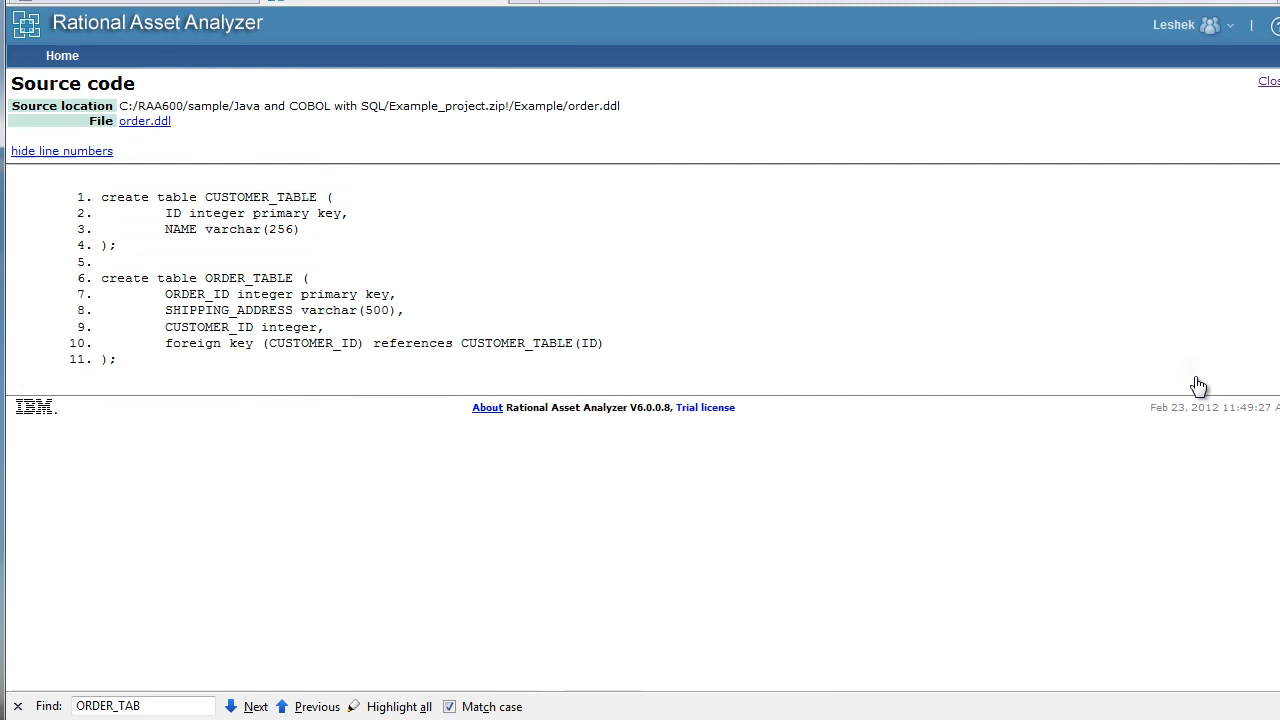 Rational Asset Analyzer
Leshek
|
Home
Source code
Clos
Source location C:/RAA600/sample/Java and COBOL with SQL/Example_project.zip!/Example/order.ddl
File order.ddl
hide line numbers
1. create table CUSTOMER_TABLE (
2. ID integer primary key,
3. NAME varchar(256)
4. );
5.
6. create table ORDER_TABLE (
7. ORDER_ID integer primary key,
8. SHIPPING_ADDRESS varchar(500),
9. CUSTOMER_ID integer,
10. foreign key (CUSTOMER_ID) references CUSTOMER_TABLE(ID)
11. );
IBM.
About Rational Asset Analyzer V6.0.0.8, Trial license
Feb 23, 2012 11:49:27 A
Find: ORDER_TAB Next Previous Highlight all Match case